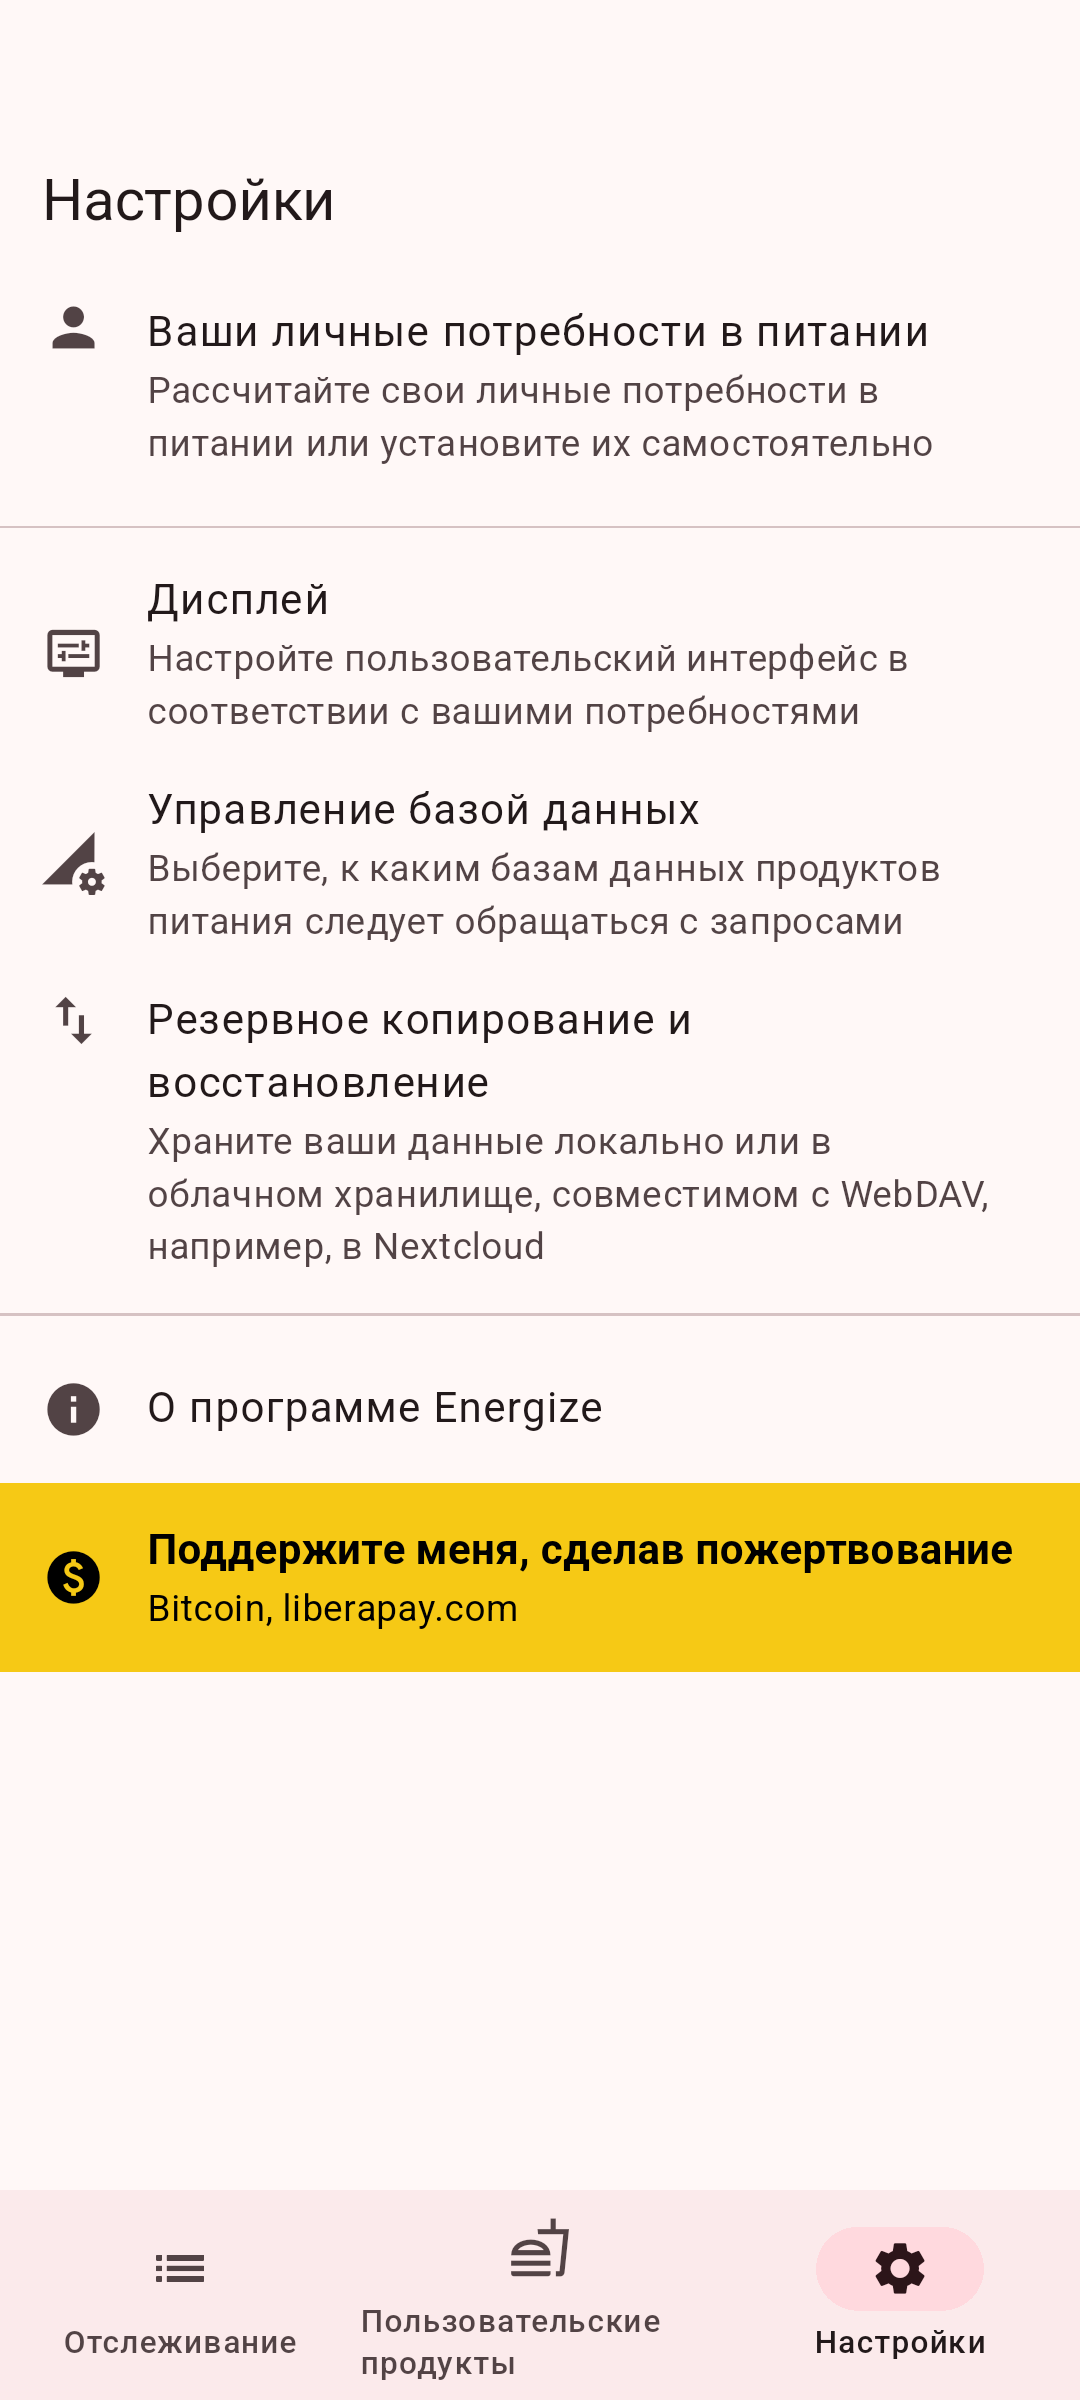 Настройки
Ваши личные потребности в питании
Рассчитайте свои личные потребности в
питании или установите их самостоятельно
Дисплей
Настройте пользовательский интерфейс в
соответствии с вашими потребностями
Управление базой данных
Выберите, к каким базам данных продуктов
питания следует обращаться с запросами
Резервное копирование и
восстановление
Храните ваши данные локально или в
облачном хранилище, совместимом с WebDAV,
например, в Nextcloud
О программе Energize
Поддержите меня, сделав пожертвование
Bitcoin, liberapay.com
Отслеживание
Пользовательские
продукты
Настройки